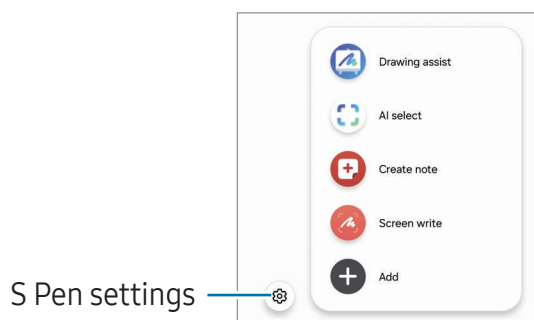 Drawing assist
AI select
Create note
Screen write
Add
S Pen settings